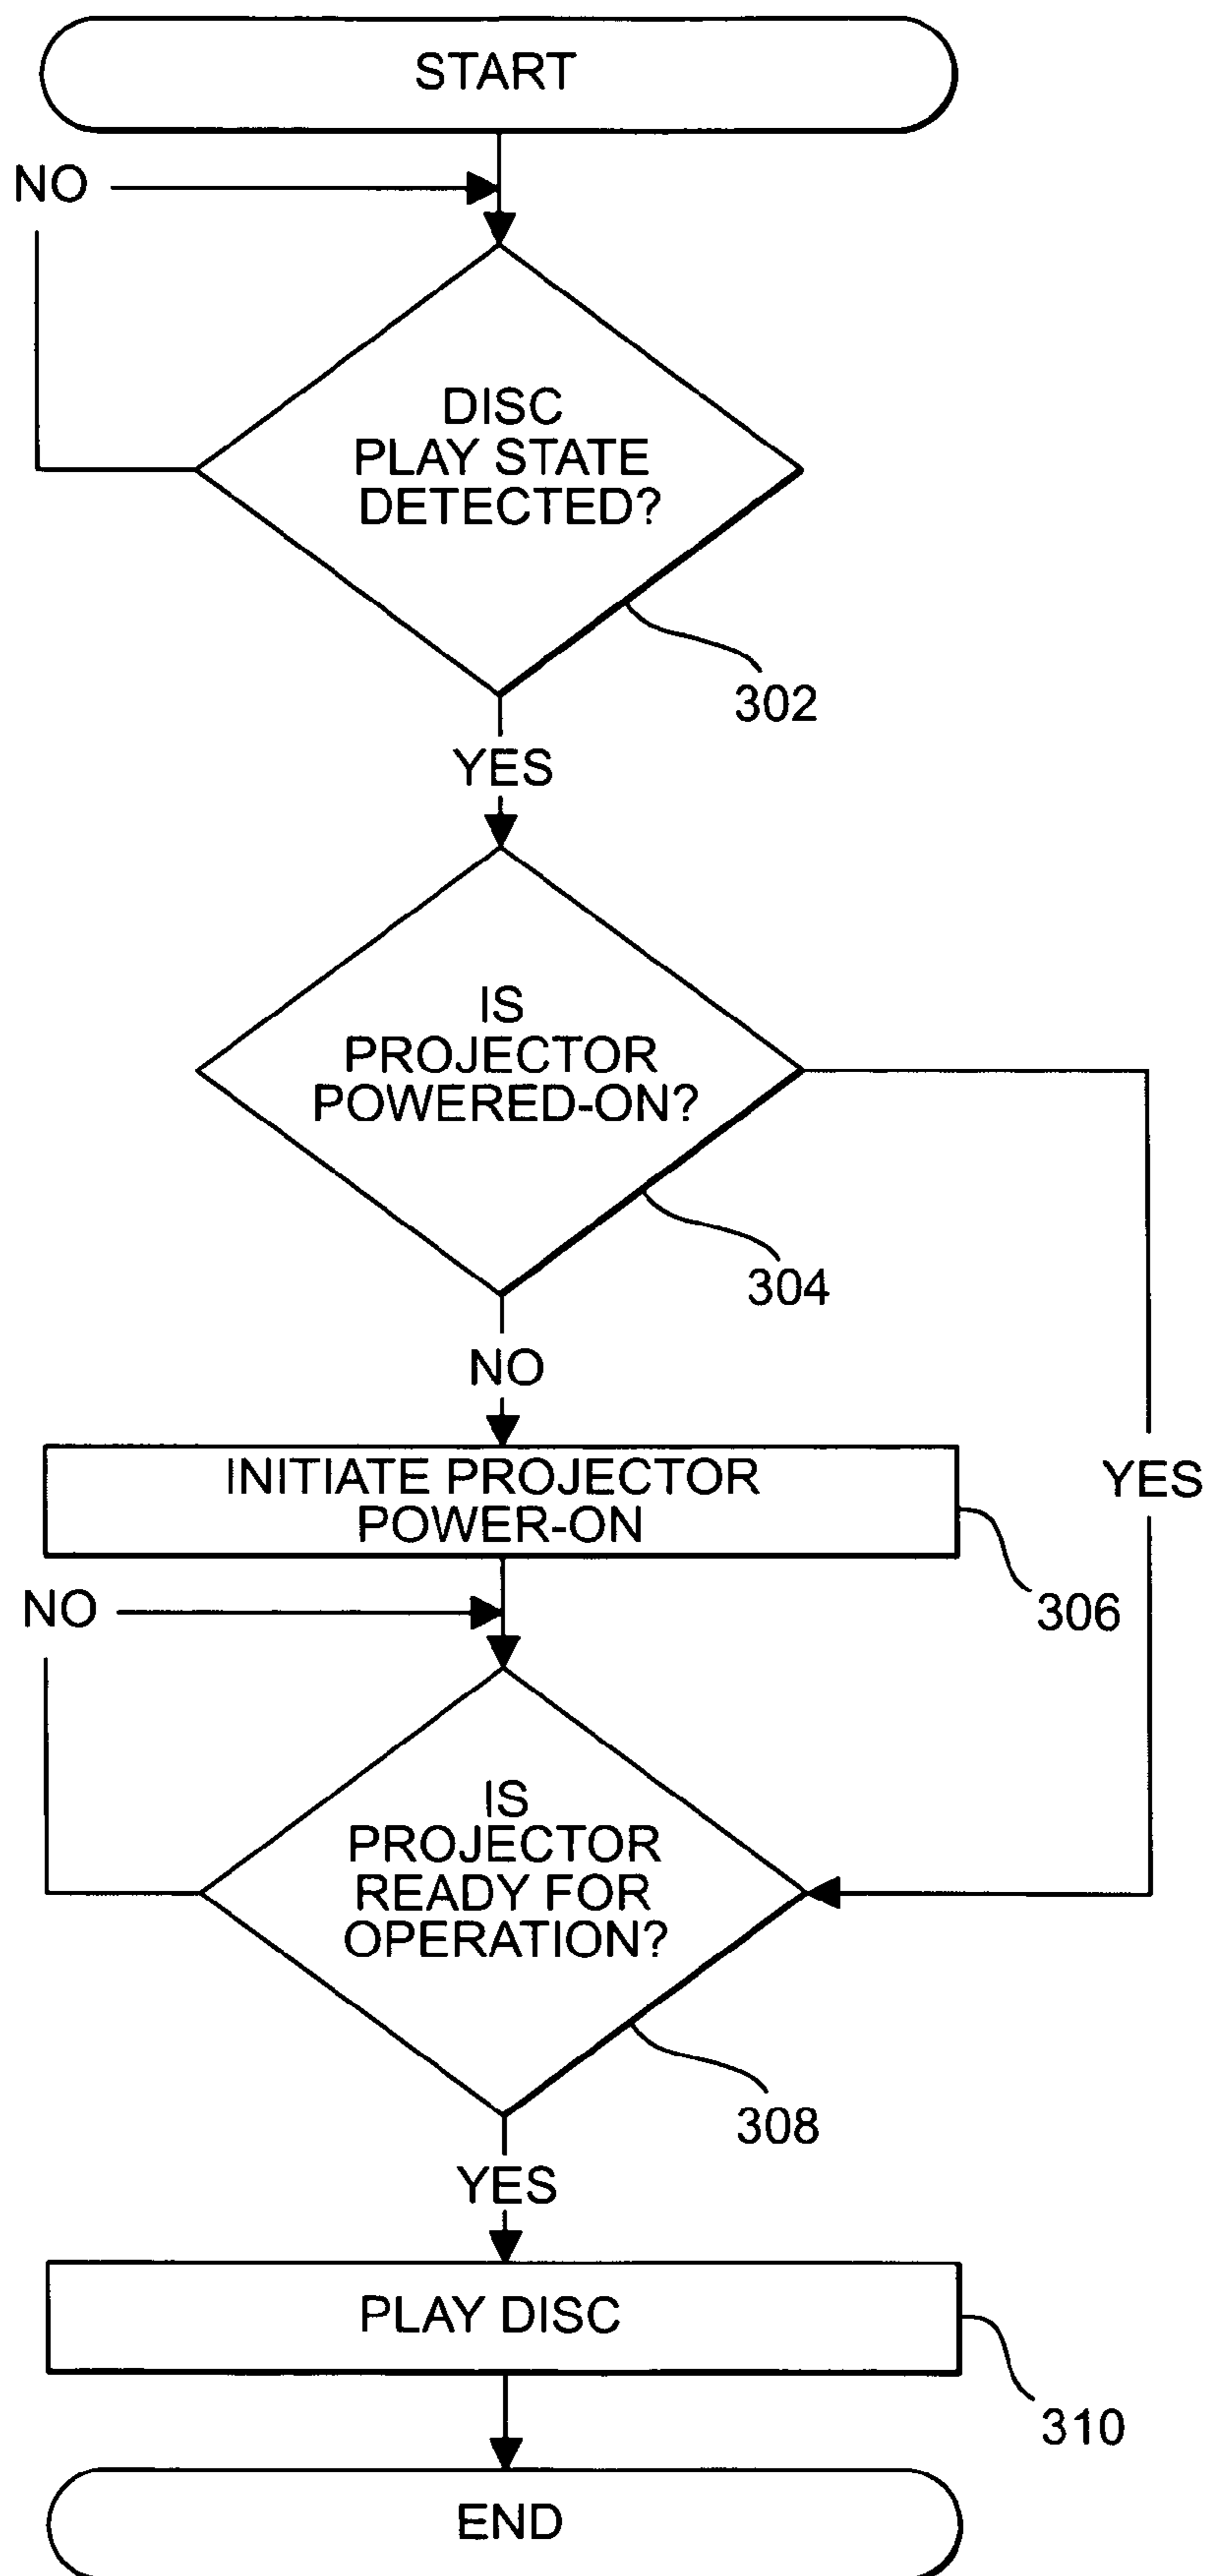 START
NO
DISC
PLAY STATE
DETECTED?
302
YES
IS
PROJECTOR
POWERED-ON?
304
NO
INITIATE PROJECTOR
POWER-ON
YES
306
NO
IS
PROJECTOR
READY FOR
OPERATION?
308
YES
PLAY DISC
310
END